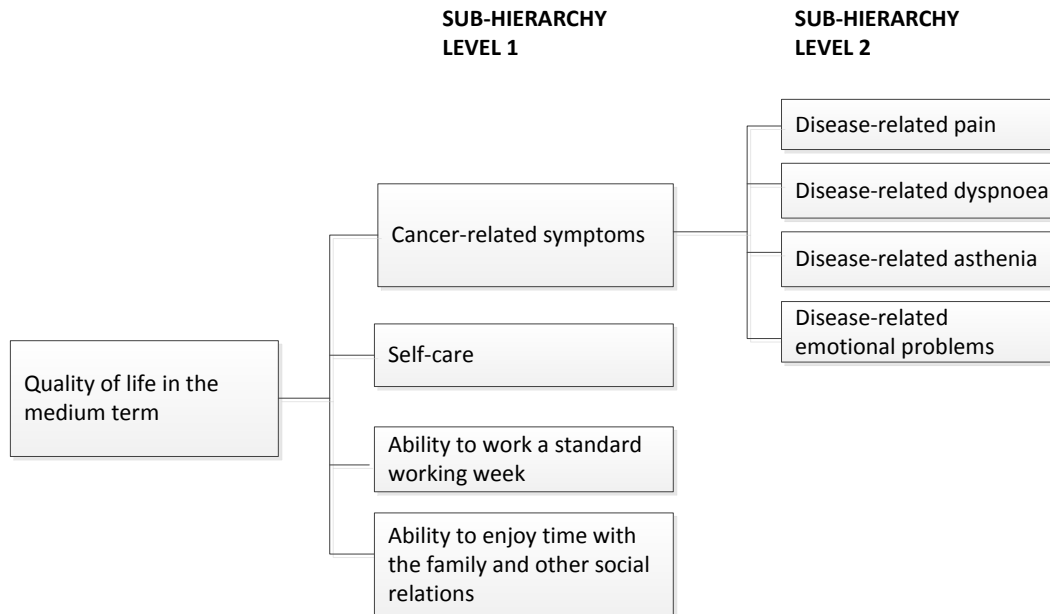 SUB-HIERARCHY
LEVEL 1
SUB-HIERARCHY
LEVEL 2
Disease-related pain
Disease-related dyspnoea
Cancer-related symptoms
Disease-related asthenia
Disease-related
emotional problems
Self-care
Quality of life in the
medium term
Ability to work a standard
working week
Ability to enjoy time with
the family and other social
relations